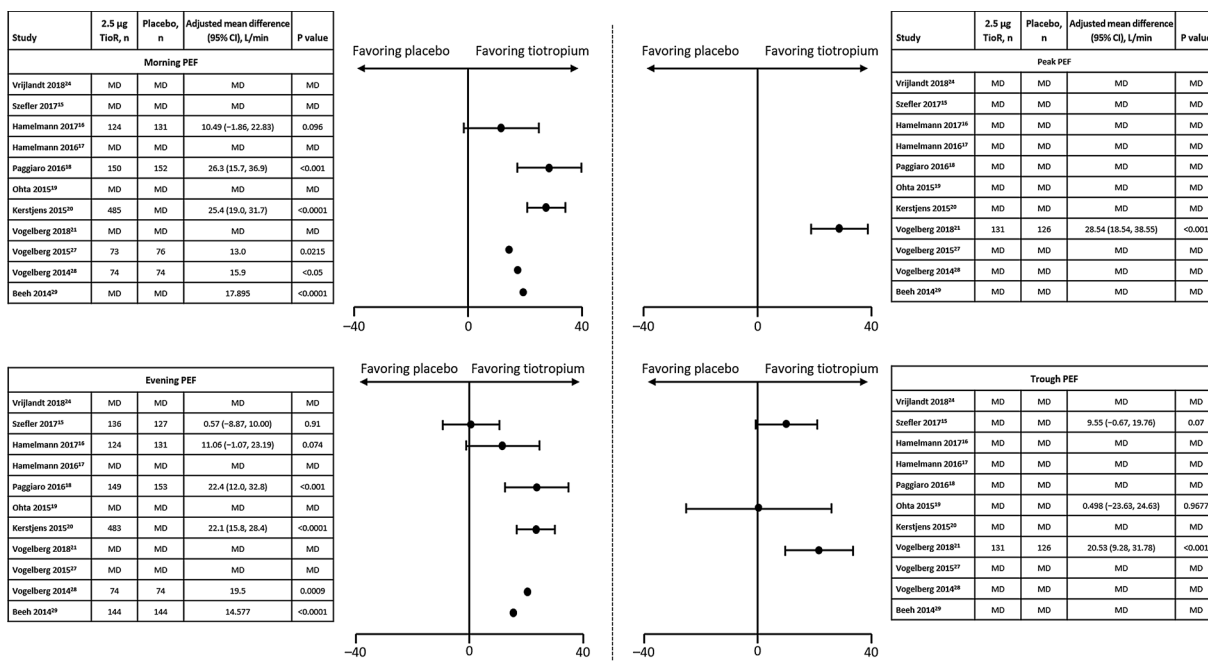 Study 2.5 µg TioR, n Placebo, n Adjusted mean difference (95% CI), L/min P value
Morning PEF
Vrijlandt 2018²⁴ MD MD MD MD
Szefler 2017¹⁵ MD MD MD MD
Hamelmann 2017¹⁶ 124 131 10.49 (−1.86, 22.83) 0.096
Hamelmann 2016¹⁷ MD MD MD MD
Paggiaro 2016¹⁸ 150 152 26.3 (15.7, 36.9) <0.001
Ohta 2015¹⁹ MD MD MD MD
Kerstjens 2015²⁰ 485 MD 25.4 (19.0, 31.7) <0.0001
Vogelberg 2018²¹ MD MD MD MD
Vogelberg 2015²⁷ 73 76 13.0 0.0215
Vogelberg 2014²⁸ 74 74 15.9 <0.05
Beeh 2014²⁹ MD MD 17.895 <0.0001
Favoring placebo Favoring tiotropium
−40 0 40
Favoring placebo Favoring tiotropium
−40 0 40
Study 2.5 µg TioR, n Placebo, n Adjusted mean difference (95% CI), L/min P value
Peak PEF
Vrijlandt 2018²⁴ MD MD MD MD
Szefler 2017¹⁵ MD MD MD MD
Hamelmann 2017¹⁶ MD MD MD MD
Hamelmann 2016¹⁷ MD MD MD MD
Paggiaro 2016¹⁸ MD MD MD MD
Ohta 2015¹⁹ MD MD MD MD
Kerstjens 2015²⁰ MD MD MD MD
Vogelberg 2018²¹ 131 126 28.54 (18.54, 38.55) <0.001
Vogelberg 2015²⁷ MD MD MD MD
Vogelberg 2014²⁸ MD MD MD MD
Beeh 2014²⁹ MD MD MD MD
Evening PEF
Vrijlandt 2018²⁴ MD MD MD MD
Szefler 2017¹⁵ 136 127 0.57 (−8.87, 10.00) 0.91
Hamelmann 2017¹⁶ 124 131 11.06 (−1.07, 23.19) 0.074
Hamelmann 2016¹⁷ MD MD MD MD
Paggiaro 2016¹⁸ 149 153 22.4 (12.0, 32.8) <0.001
Ohta 2015¹⁹ MD MD MD MD
Kerstjens 2015²⁰ 483 MD 22.1 (15.8, 28.4) <0.0001
Vogelberg 2018²¹ MD MD MD MD
Vogelberg 2015²⁷ MD MD MD MD
Vogelberg 2014²⁸ 74 74 19.5 0.0009
Beeh 2014²⁹ 144 144 14.577 <0.0001
Favoring placebo Favoring tiotropium
−40 0 40
Favoring placebo Favoring tiotropium
−40 0 40
Trough PEF
Vrijlandt 2018²⁴ MD MD MD MD
Szefler 2017¹⁵ MD MD 9.55 (−0.67, 19.76) 0.07
Hamelmann 2017¹⁶ MD MD MD MD
Hamelmann 2016¹⁷ MD MD MD MD
Paggiaro 2016¹⁸ MD MD MD MD
Ohta 2015¹⁹ MD MD 0.498 (−23.63, 24.63) 0.9677
Kerstjens 2015²⁰ MD MD MD MD
Vogelberg 2018²¹ 131 126 20.53 (9.28, 31.78) <0.001
Vogelberg 2015²⁷ MD MD MD MD
Vogelberg 2014²⁸ MD MD MD MD
Beeh 2014²⁹ MD MD MD MD